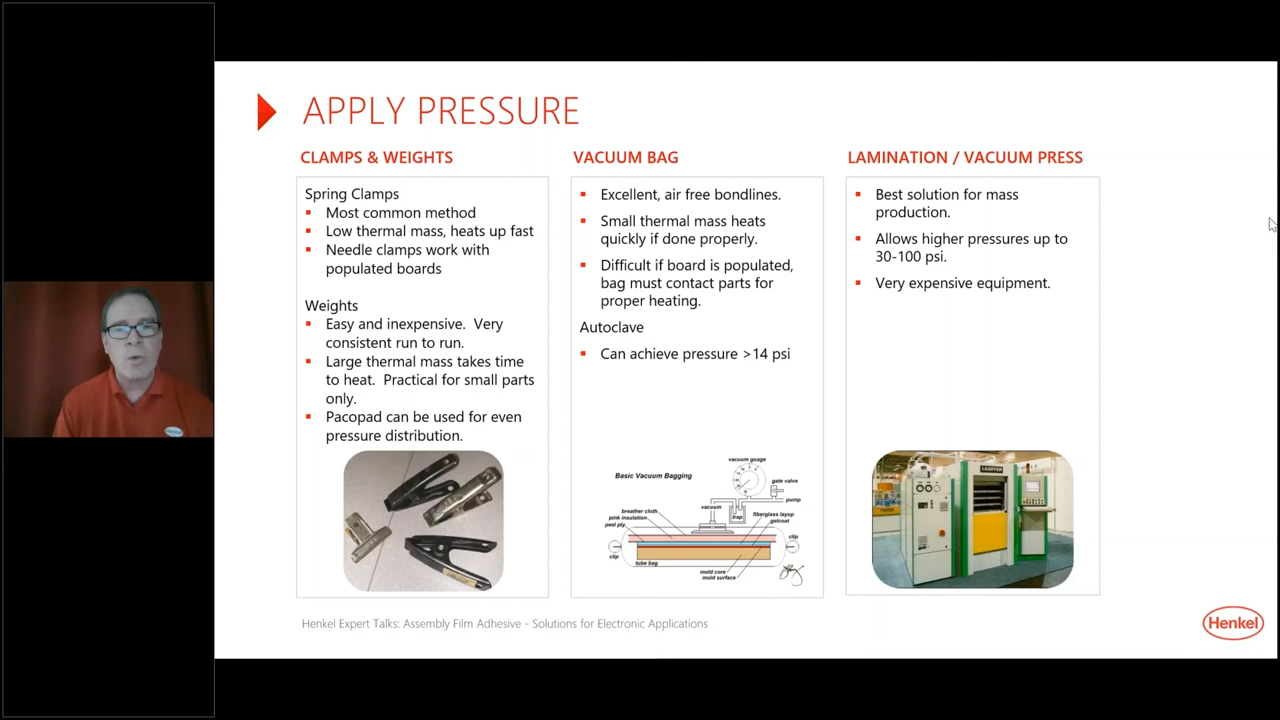 APPLY PRESSURE
CLAMPS & WEIGHTS
Spring Clamps
Most common method
Low thermal mass, heats up fast
Needle clamps work with
populated boards
Weights
Easy and inexpensive. Very
consistent run to run.
Large thermal mass takes time
to heat. Practical for small parts
only.
Pacopad can be used for even
pressure distribution.
VACUUM BAG
Excellent, air free bondlines.
Small thermal mass heats
quickly if done properly.
Difficult if board is populated,
bag must contact parts for
proper heating.
Autoclave
Can achieve pressure >14 psi
Basic Vacuum Bagging
vacuum guage
gate valve
pump
vacuum
trap
breather cloth
pink insulation
peel ply
fiberglass layup
gelcoat
clip
clip
tube bag
mold core
mold surface
LAMINATION / VACUUM PRESS
Best solution for mass
production.
Allows higher pressures up to
30-100 psi.
Very expensive equipment.
LAUFFER
Henkel Expert Talks: Assembly Film Adhesive - Solutions for Electronic Applications
Henkel